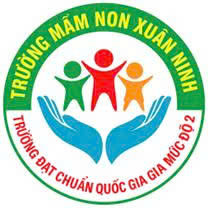 TRƯỜNG MẦM NON XUÂN NINH
TRƯỜNG ĐẠT CHUẨN QUỐC GIA GIA MỨC ĐỘ 2